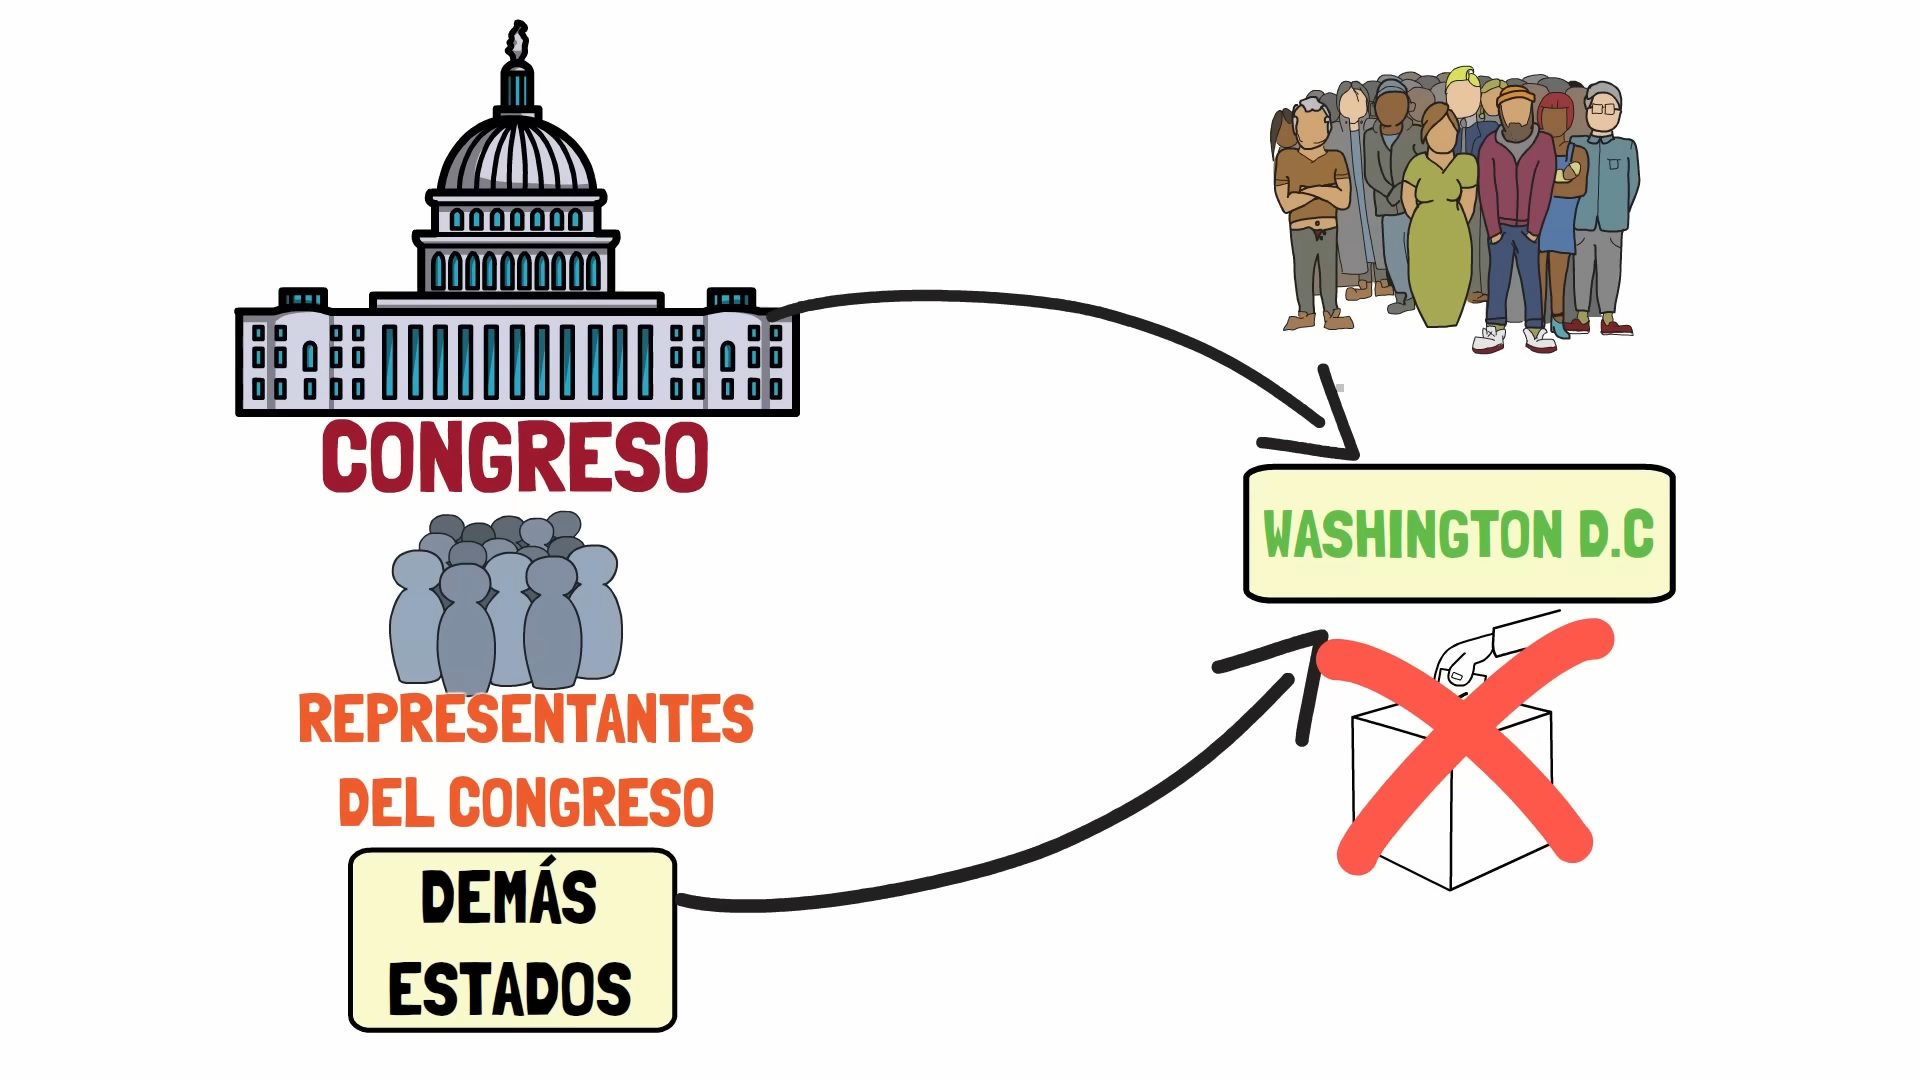 CONGRESO
REPRESENTANTES
DEL CONGRESO
DEMÁS
ESTADOS
WASHINGTON D.C